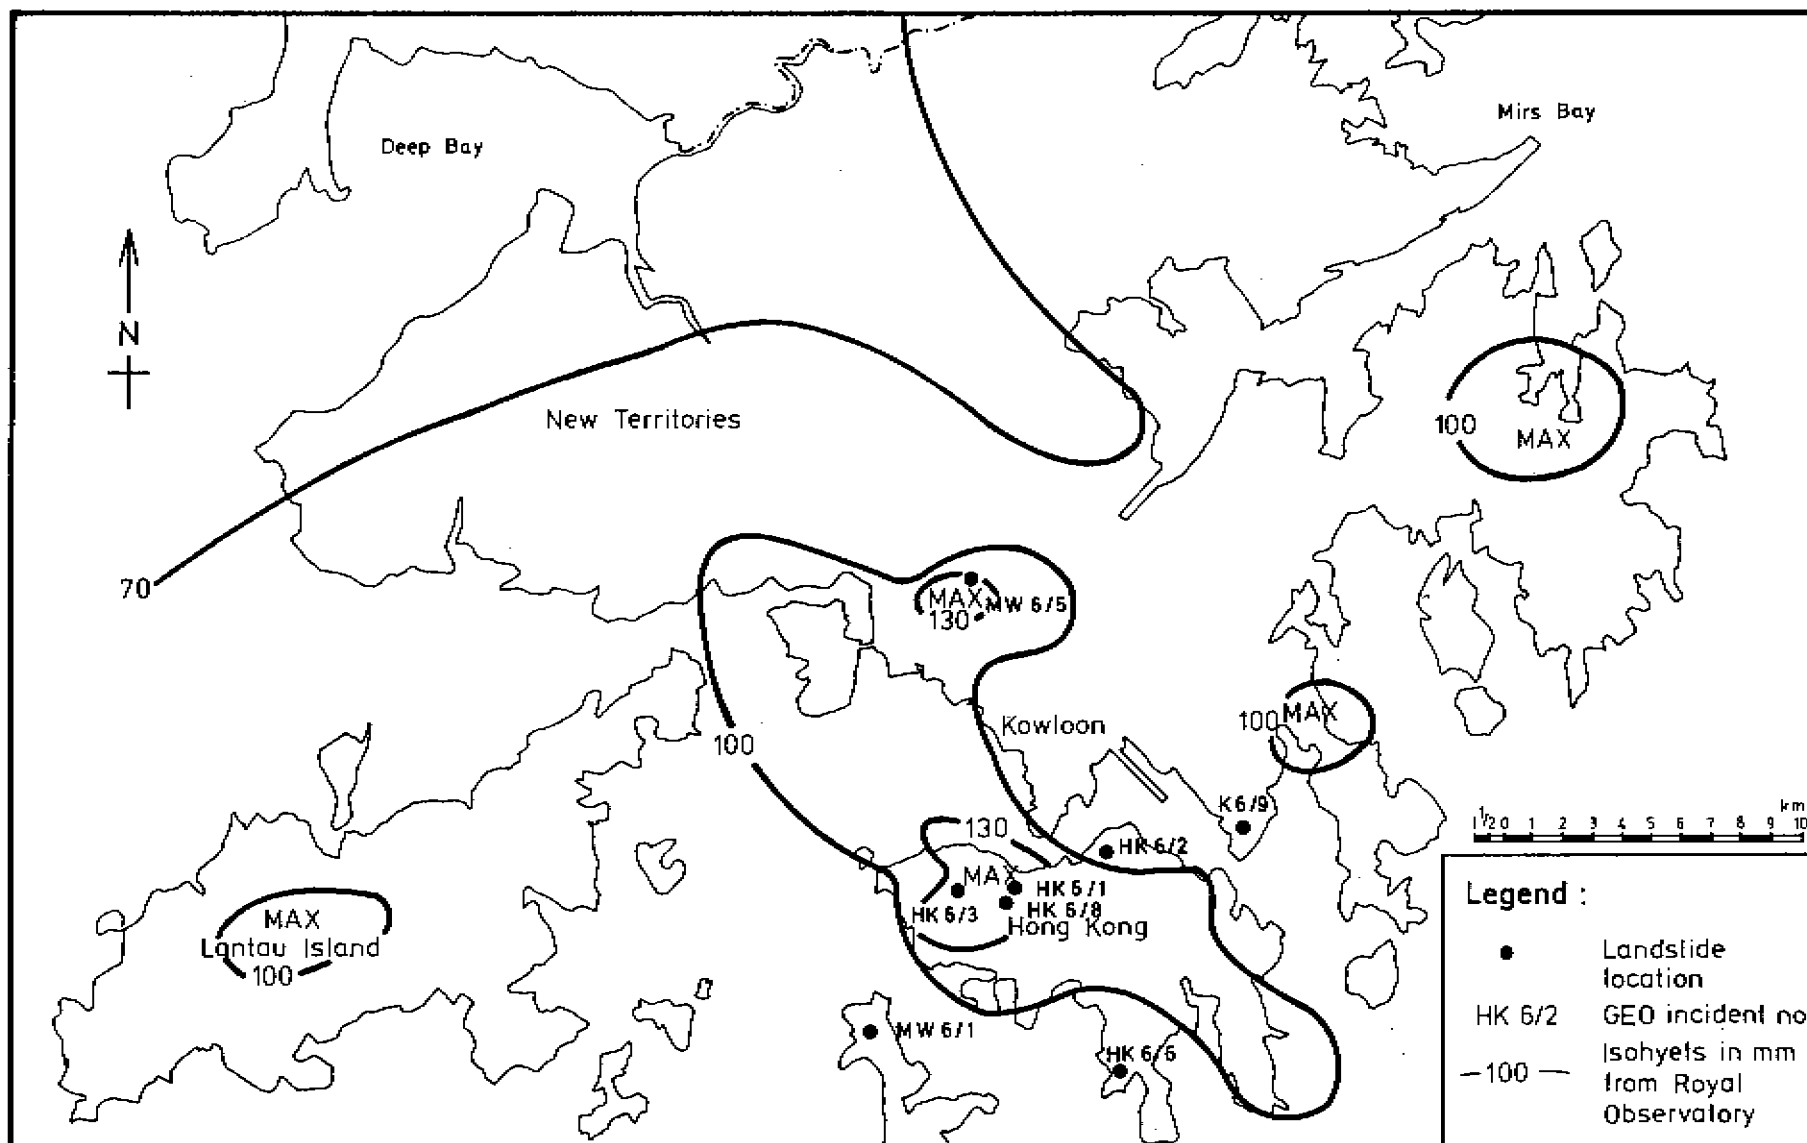 Mirs Bay
Deep Bay
N
New Territories
100
MAX
70
MAX
MW 6/5
130
Kowloon
100
100
MAX
K 6/9
130
HK 6/2
MAX
HK 6/1
HK 6/3
HK 6/8
Hong Kong
MAX
Lantau Island
100
MW 6/1
HK 6/6
km
1 1/2 0 1 2 3 4 5 6 7 8 9 10
Legend :
Landslide
location
HK 6/2 GEO incident no
—100— Isohyets in mm
from Royal
Observatory